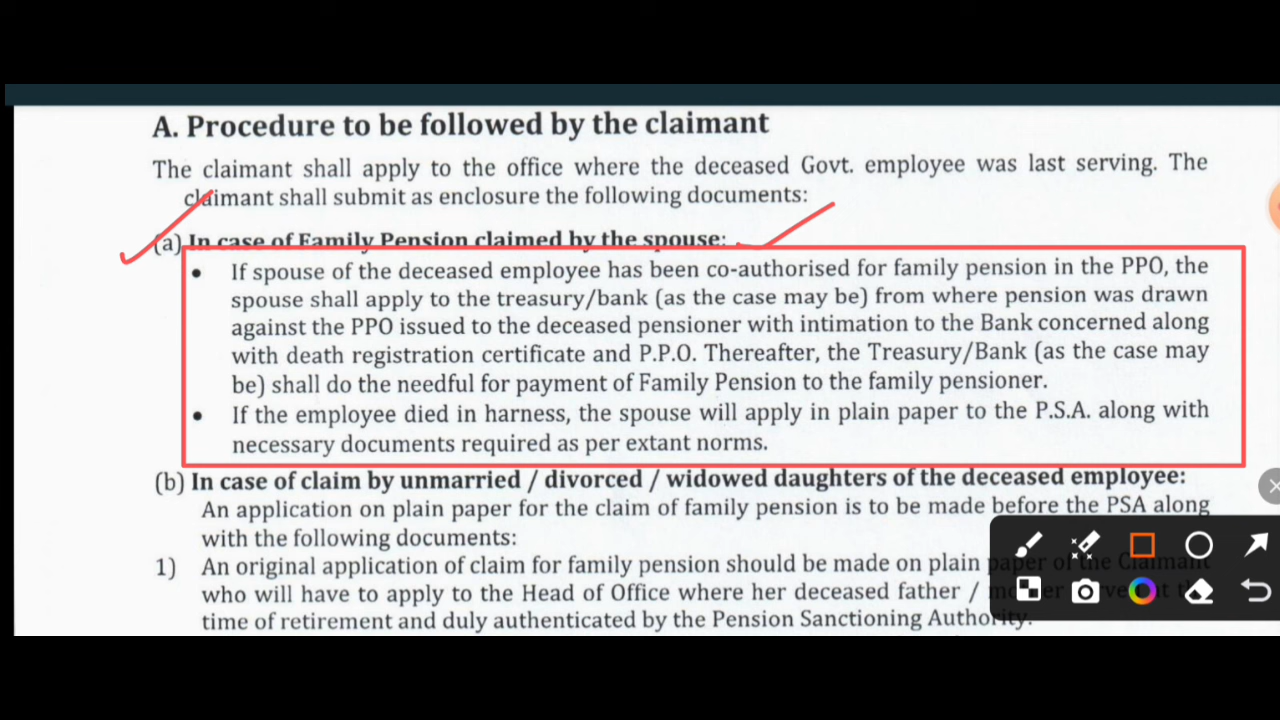 A. Procedure to be followed by the claimant
The claimant shall apply to the office where the deceased Govt. employee was last serving. The
claimant shall submit as enclosure the following documents:
(a) In case of Family Pension claimed by the spouse:
• If spouse of the deceased employee has been co-authorised for family pension in the PPO, the
spouse shall apply to the treasury/bank (as the case may be) from where pension was drawn
against the PPO issued to the deceased pensioner with intimation to the Bank concerned along
with death registration certificate and P.P.O. Thereafter, the Treasury/Bank (as the case may
be) shall do the needful for payment of Family Pension to the family pensioner.
• If the employee died in harness, the spouse will apply in plain paper to the P.S.A. along with
necessary documents required as per extant norms.
(b) In case of claim by unmarried / divorced / widowed daughters of the deceased employee:
An application on plain paper for the claim of family pension is to be made before the PSA along
with the following documents:
1) An original application of claim for family pension should be made on plain paper of the Claimant
who will have to apply to the Head of Office where her deceased father /
time of retirement and duly authenticated by the Pension Sanctioning Authority.